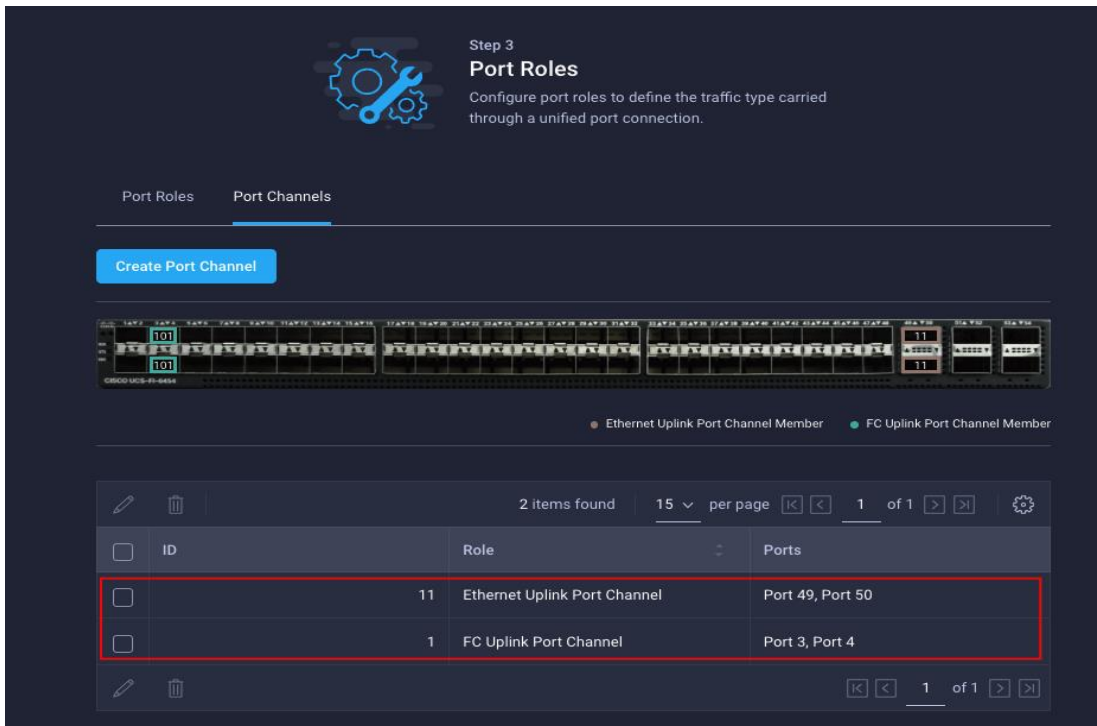 Step 3
Port Roles
Configure port roles to define the traffic type carried
through a unified port connection.
Port Roles Port Channels
Create Port Channel
101 11
101 11
CISCO UCS-FI-6454
Ethernet Uplink Port Channel Member FC Uplink Port Channel Member
2 items found 15 per page 1 of 1
ID Role Ports
11 Ethernet Uplink Port Channel Port 49, Port 50
1 FC Uplink Port Channel Port 3, Port 4
1 of 1